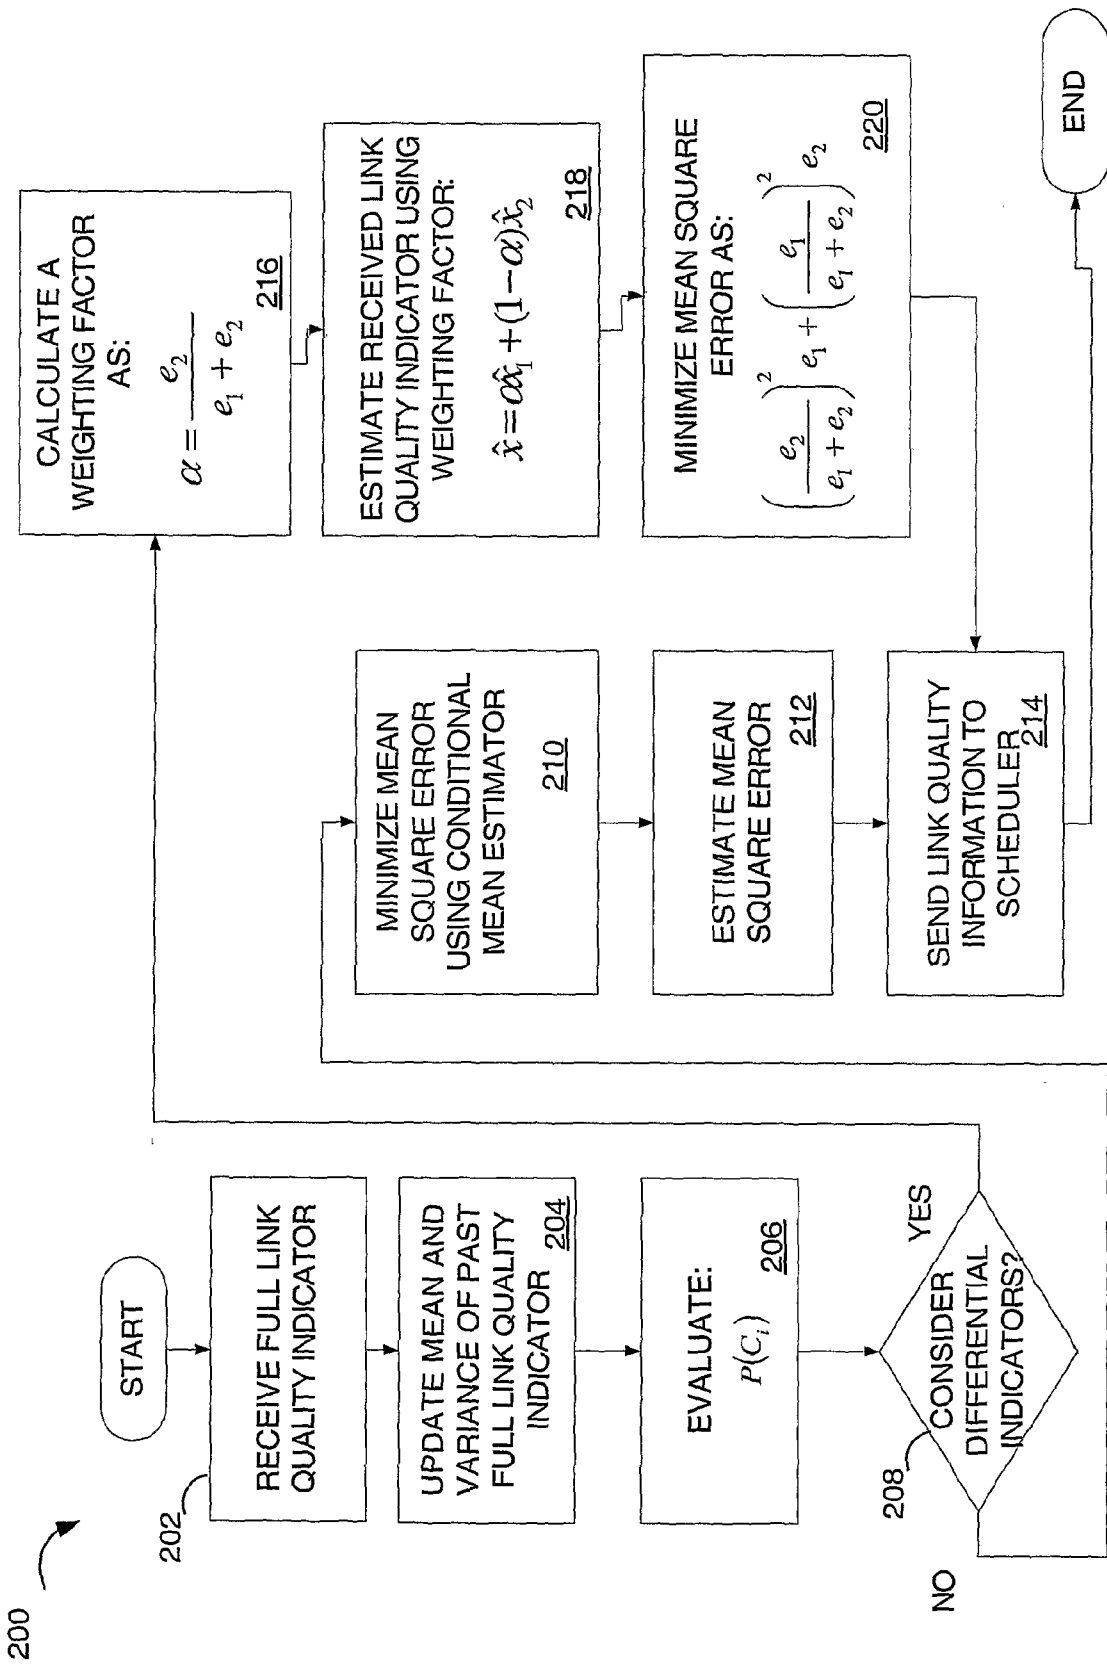 200
START
202
RECEIVE FULL LINK
QUALITY INDICATOR
UPDATE MEAN AND
VARIANCE OF PAST
FULL LINK QUALITY
INDICATOR
204
EVALUATE:
P(C_i)
206
208
CONSIDER
DIFFERENTIAL
INDICATORS?
YES
NO
MINIMIZE MEAN
SQUARE ERROR
USING CONDITIONAL
MEAN ESTIMATOR
210
ESTIMATE MEAN
SQUARE ERROR
212
SEND LINK QUALITY
INFORMATION TO
SCHEDULER
214
CALCULATE A
WEIGHTING FACTOR
AS:
α = e_2 / (e_1 + e_2)
216
ESTIMATE RECEIVED LINK
QUALITY INDICATOR USING
WEIGHTING FACTOR:
x̂ = αx̂_1 + (1-α)x̂_2
218
MINIMIZE MEAN SQUARE
ERROR AS:
(e_2 / (e_1 + e_2))^2 e_1 + (e_1 / (e_1 + e_2))^2 e_2
220
END